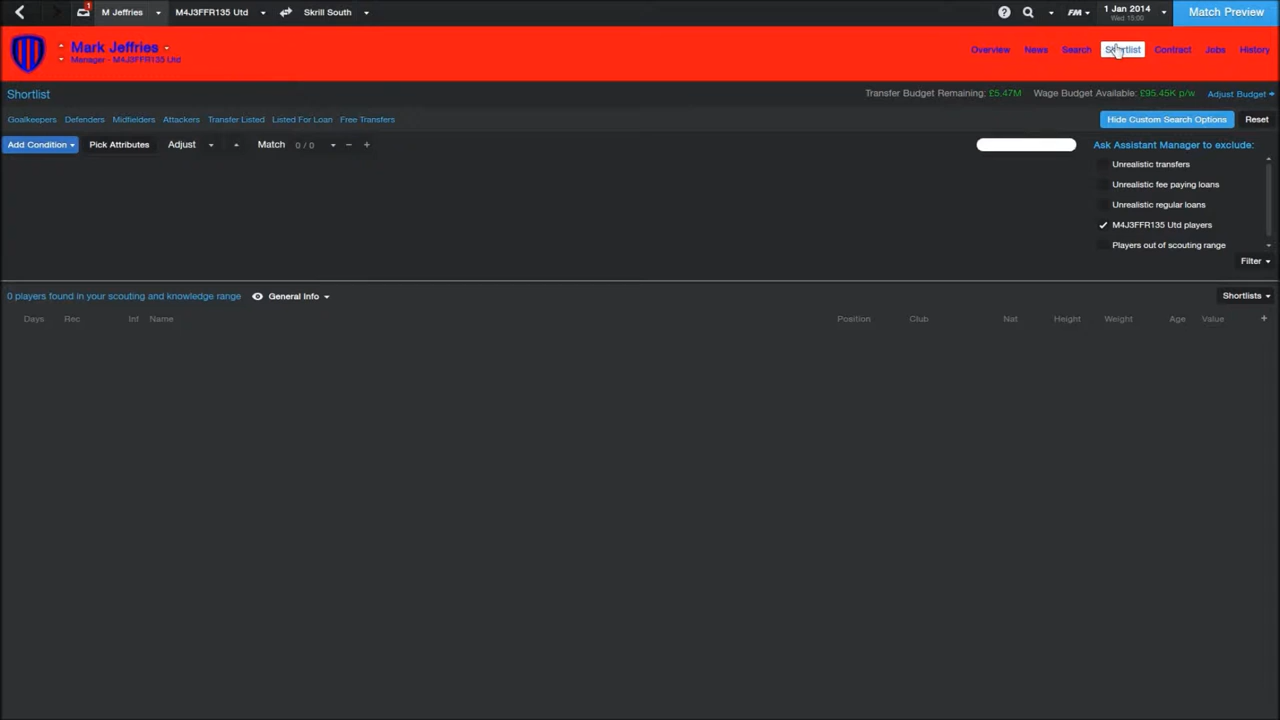 1
M Jeffries M4J3FFR135 Utd Skrill South FM 1 Jan 2014 Match Preview
Wed 15:00
Mark Jeffries
Manager - M4J3FFR135 Utd
Overview News Search Shortlist Contract Jobs History
Shortlist Transfer Budget Remaining: £5.47M Wage Budget Available: £95.45K p/w Adjust Budget
Goalkeepers Defenders Midfielders Attackers Transfer Listed Listed For Loan Free Transfers Hide Custom Search Options Reset
Add Condition Pick Attributes Adjust Match 0 / 0 − + Ask Assistant Manager to exclude:
Unrealistic transfers
Unrealistic fee paying loans
Unrealistic regular loans
M4J3FFR135 Utd players
Players out of scouting range
Filter
0 players found in your scouting and knowledge range General Info Shortlists
Days Rec Inf Name Position Club Nat Height Weight Age Value +